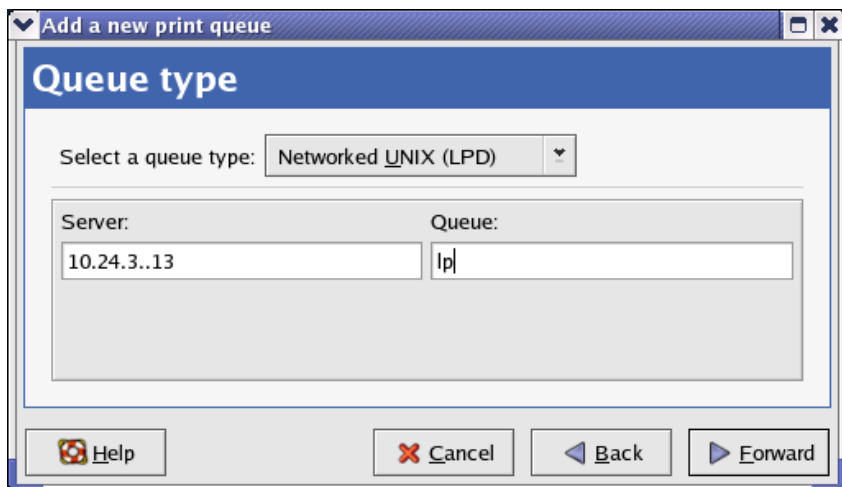 Add a new print queue
Queue type
Select a queue type: Networked UNIX (LPD)
Server: Queue:
10.24.3..13 lp
Help Cancel Back Forward